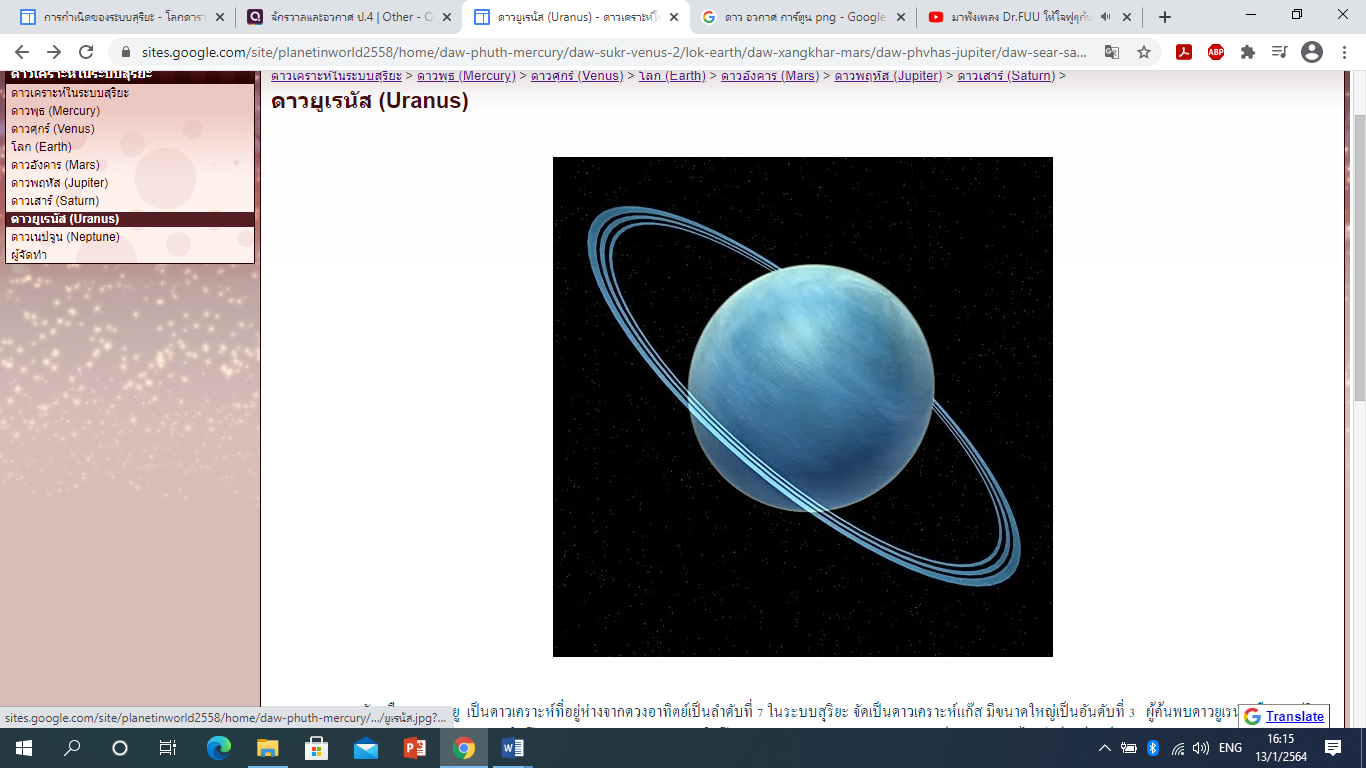 การกำเนิดของระบบสุริยะ - โลกดารา
จักรวาลและอวกาศ ป.4 | Other - Q
ดาวยูเรนัส (Uranus) - ดาวเคราะห์ใ
ดาว อวกาศ การ์ตูน png - Google
มาฟังเพลง Dr.FUU ให้ใจฟูๆกัน
sites.google.com/site/planetinworld2558/home/daw-phuth-mercury/daw-sukr-venus-2/lok-earth/daw-xangkhar-mars/daw-phvhas-jupiter/daw-sear-sa...
ABP
ดาวเคราะห์ในระบบสุริยะ
ดาวเคราะห์ในระบบสุริยะ
ดาวพุธ (Mercury)
ดาวศุกร์ (Venus)
โลก (Earth)
ดาวอังคาร (Mars)
ดาวพฤหัส (Jupiter)
ดาวเสาร์ (Saturn)
ดาวยูเรนัส (Uranus)
ดาวเนปจูน (Neptune)
ผู้จัดทำ
ดาวเคราะห์ในระบบสุริยะ > ดาวพุธ (Mercury) > ดาวศุกร์ (Venus) > โลก (Earth) > ดาวอังคาร (Mars) > ดาวพฤหัส (Jupiter) > ดาวเสาร์ (Saturn) >
ดาวยูเรนัส (Uranus)
เป็นดาวเคราะห์ที่อยู่ห่างจากดวงอาทิตย์เป็นลำดับที่ 7 ในระบบสุริยะ จัดเป็นดาวเคราะห์แก๊ส มีขนาดใหญ่เป็นอันดับที่ 3 ผู้ค้นพบดาวยูเรน
sites.google.com/site/planetinworld2558/home/daw-phuth-mercury/.../ยูเรนัส.jpg?...
Translate
ENG
16:15
13/1/2564